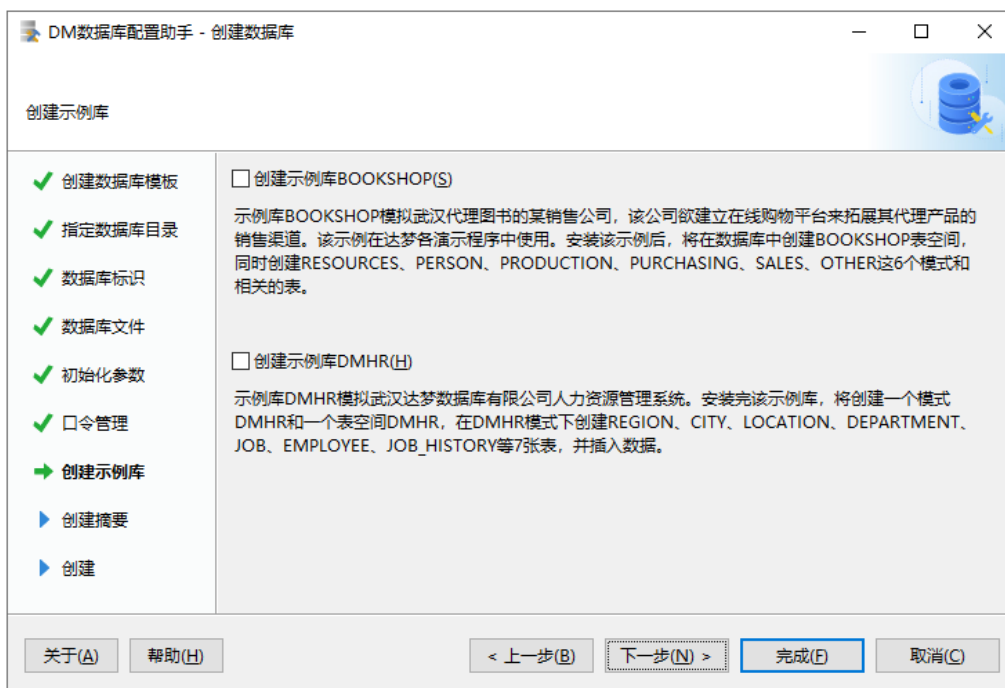 DM数据库配置助手 - 创建数据库
创建示例库
创建数据库模板
指定数据库目录
数据库标识
数据库文件
初始化参数
口令管理
创建示例库
创建摘要
创建
创建示例库BOOKSHOP(S)
示例库BOOKSHOP模拟武汉代理图书的某销售公司，该公司欲建立在线购物平台来拓展其代理产品的
销售渠道。该示例在达梦各演示程序中使用。安装该示例后，将在数据库中创建BOOKSHOP表空间，
同时创建RESOURCES、PERSON、PRODUCTION、PURCHASING、SALES、OTHER这6个模式和
相关的表。
创建示例库DMHR(H)
示例库DMHR模拟武汉达梦数据库有限公司人力资源管理系统。安装完该示例库，将创建一个模式
DMHR和一个表空间DMHR，在DMHR模式下创建REGION、CITY、LOCATION、DEPARTMENT、
JOB、EMPLOYEE、JOB_HISTORY等7张表，并插入数据。
关于(A)
帮助(H)
< 上一步(B)
下一步(N) >
完成(F)
取消(C)